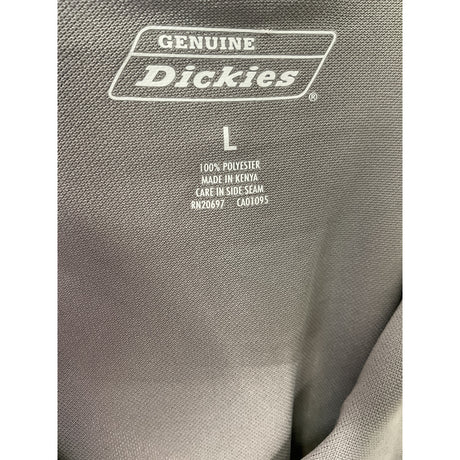 GENUINE
Dickies®
L
100% POLYESTER
MADE IN KENYA
CARE IN SIDE SEAM
RN20697 CA01095